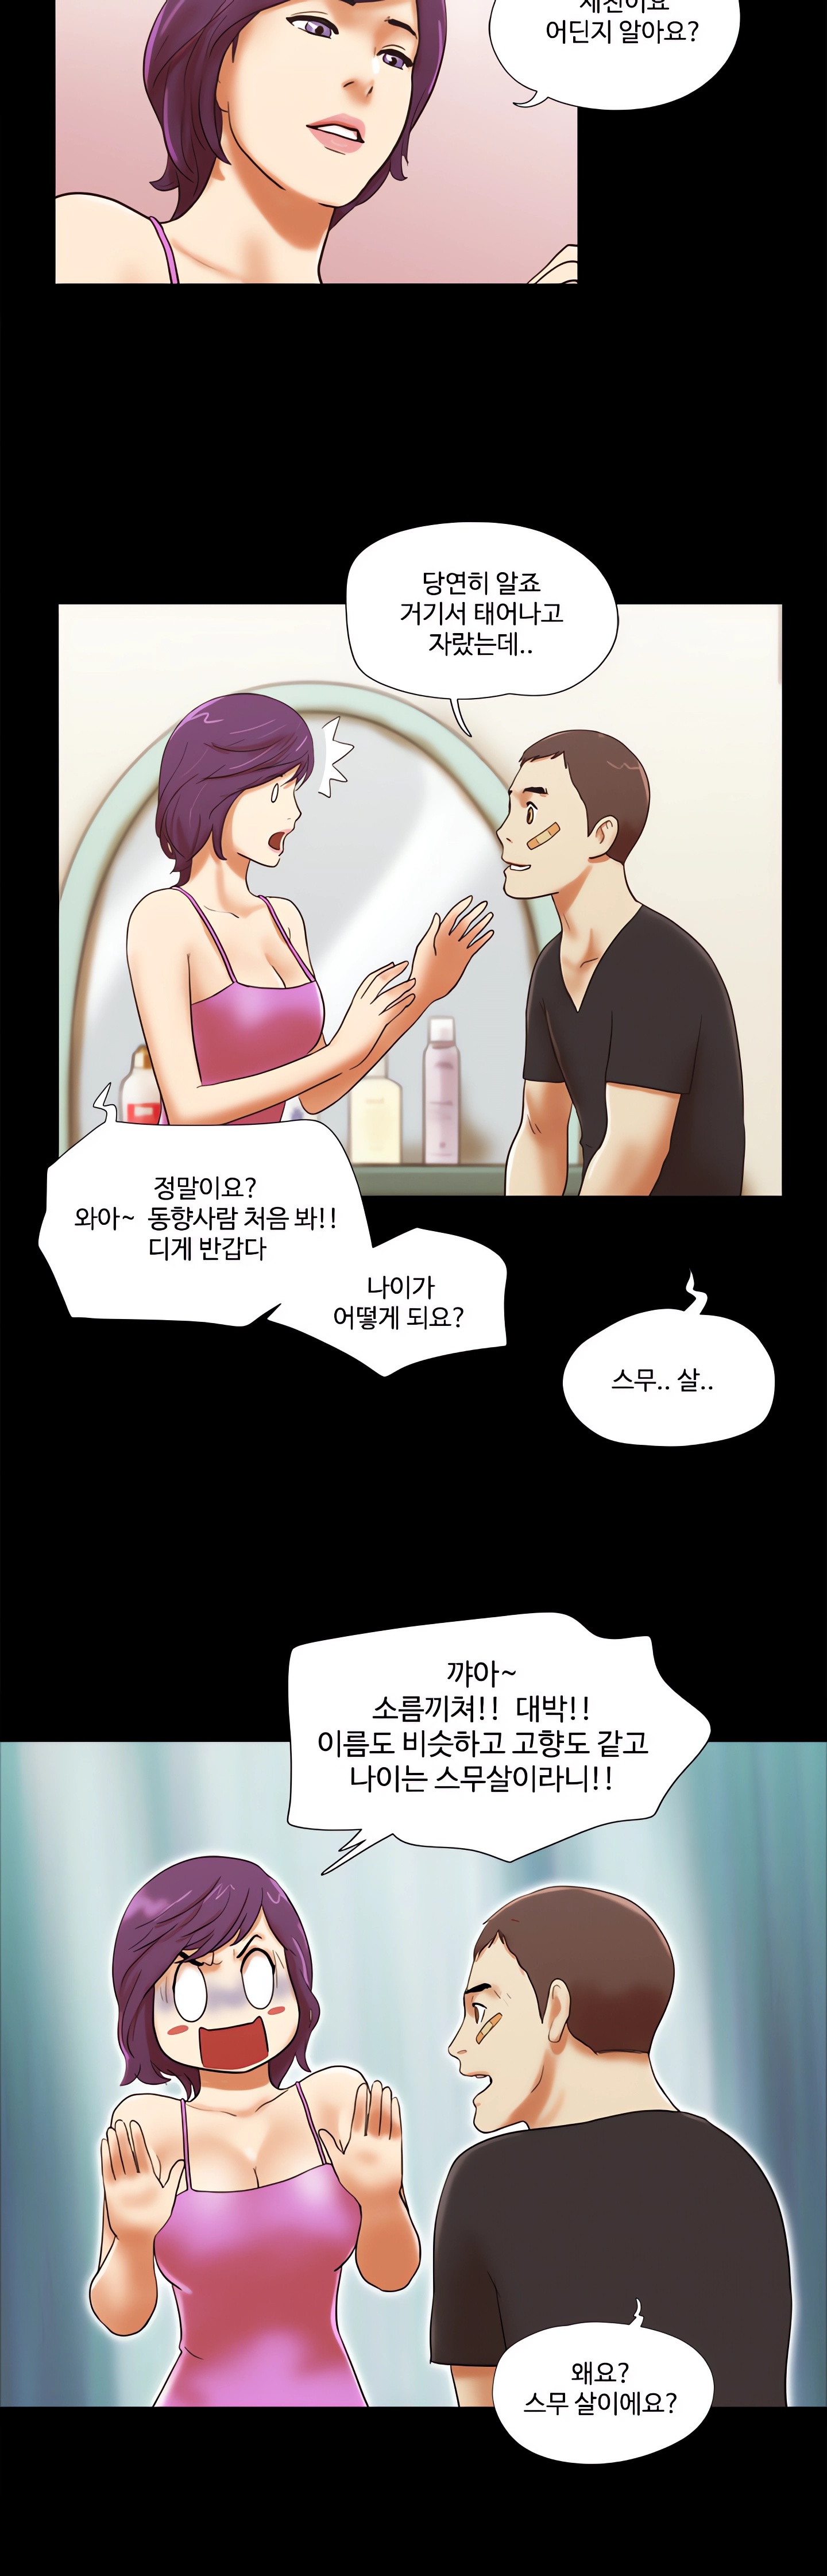 제천이요
어딘지 알아요?
당연히 알죠
거기서 태어나고
자랐는데..
정말이요?
와아~ 동향사람 처음 봐!!
디게 반갑다
나이가
어떻게 되요?
스무.. 살..
꺄아~
소름끼쳐!! 대박!!
이름도 비슷하고 고향도 같고
나이는 스무살이라니!!
왜요?
스무 살이에요?